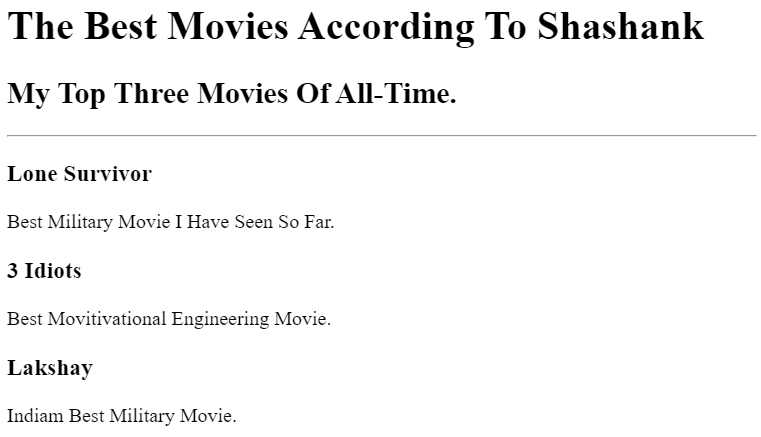 The Best Movies According To Shashank
My Top Three Movies Of All-Time.
Lone Survivor
Best Military Movie I Have Seen So Far.
3 Idiots
Best Movitivational Engineering Movie.
Lakshay
Indiam Best Military Movie.